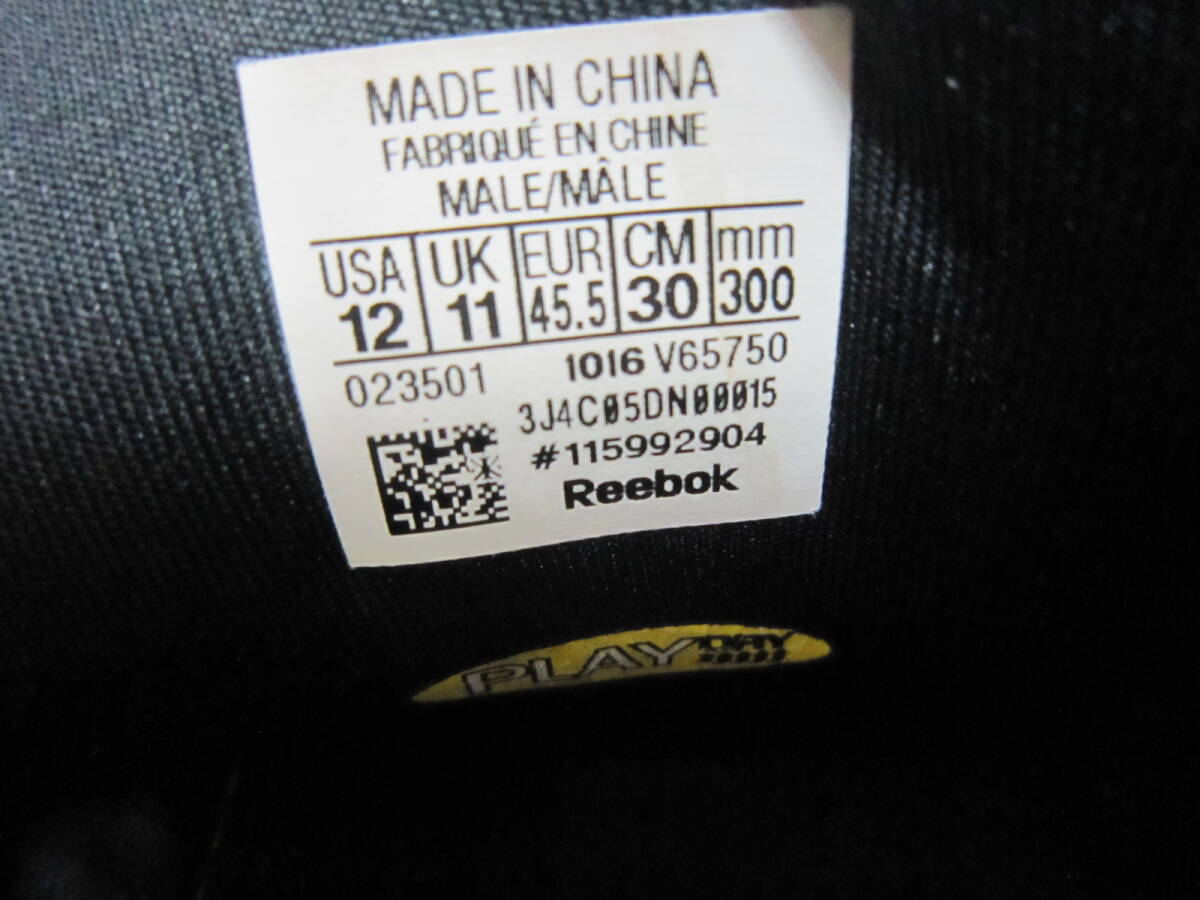 MADE IN CHINA
FABRIQUÉ EN CHINE
MALE/MÂLE
USA UK EUR CM mm
12 11 45.5 30 300
023501 1016 V65750
3J4C05DN00015
#115992904
Reebok
PLAY DRY